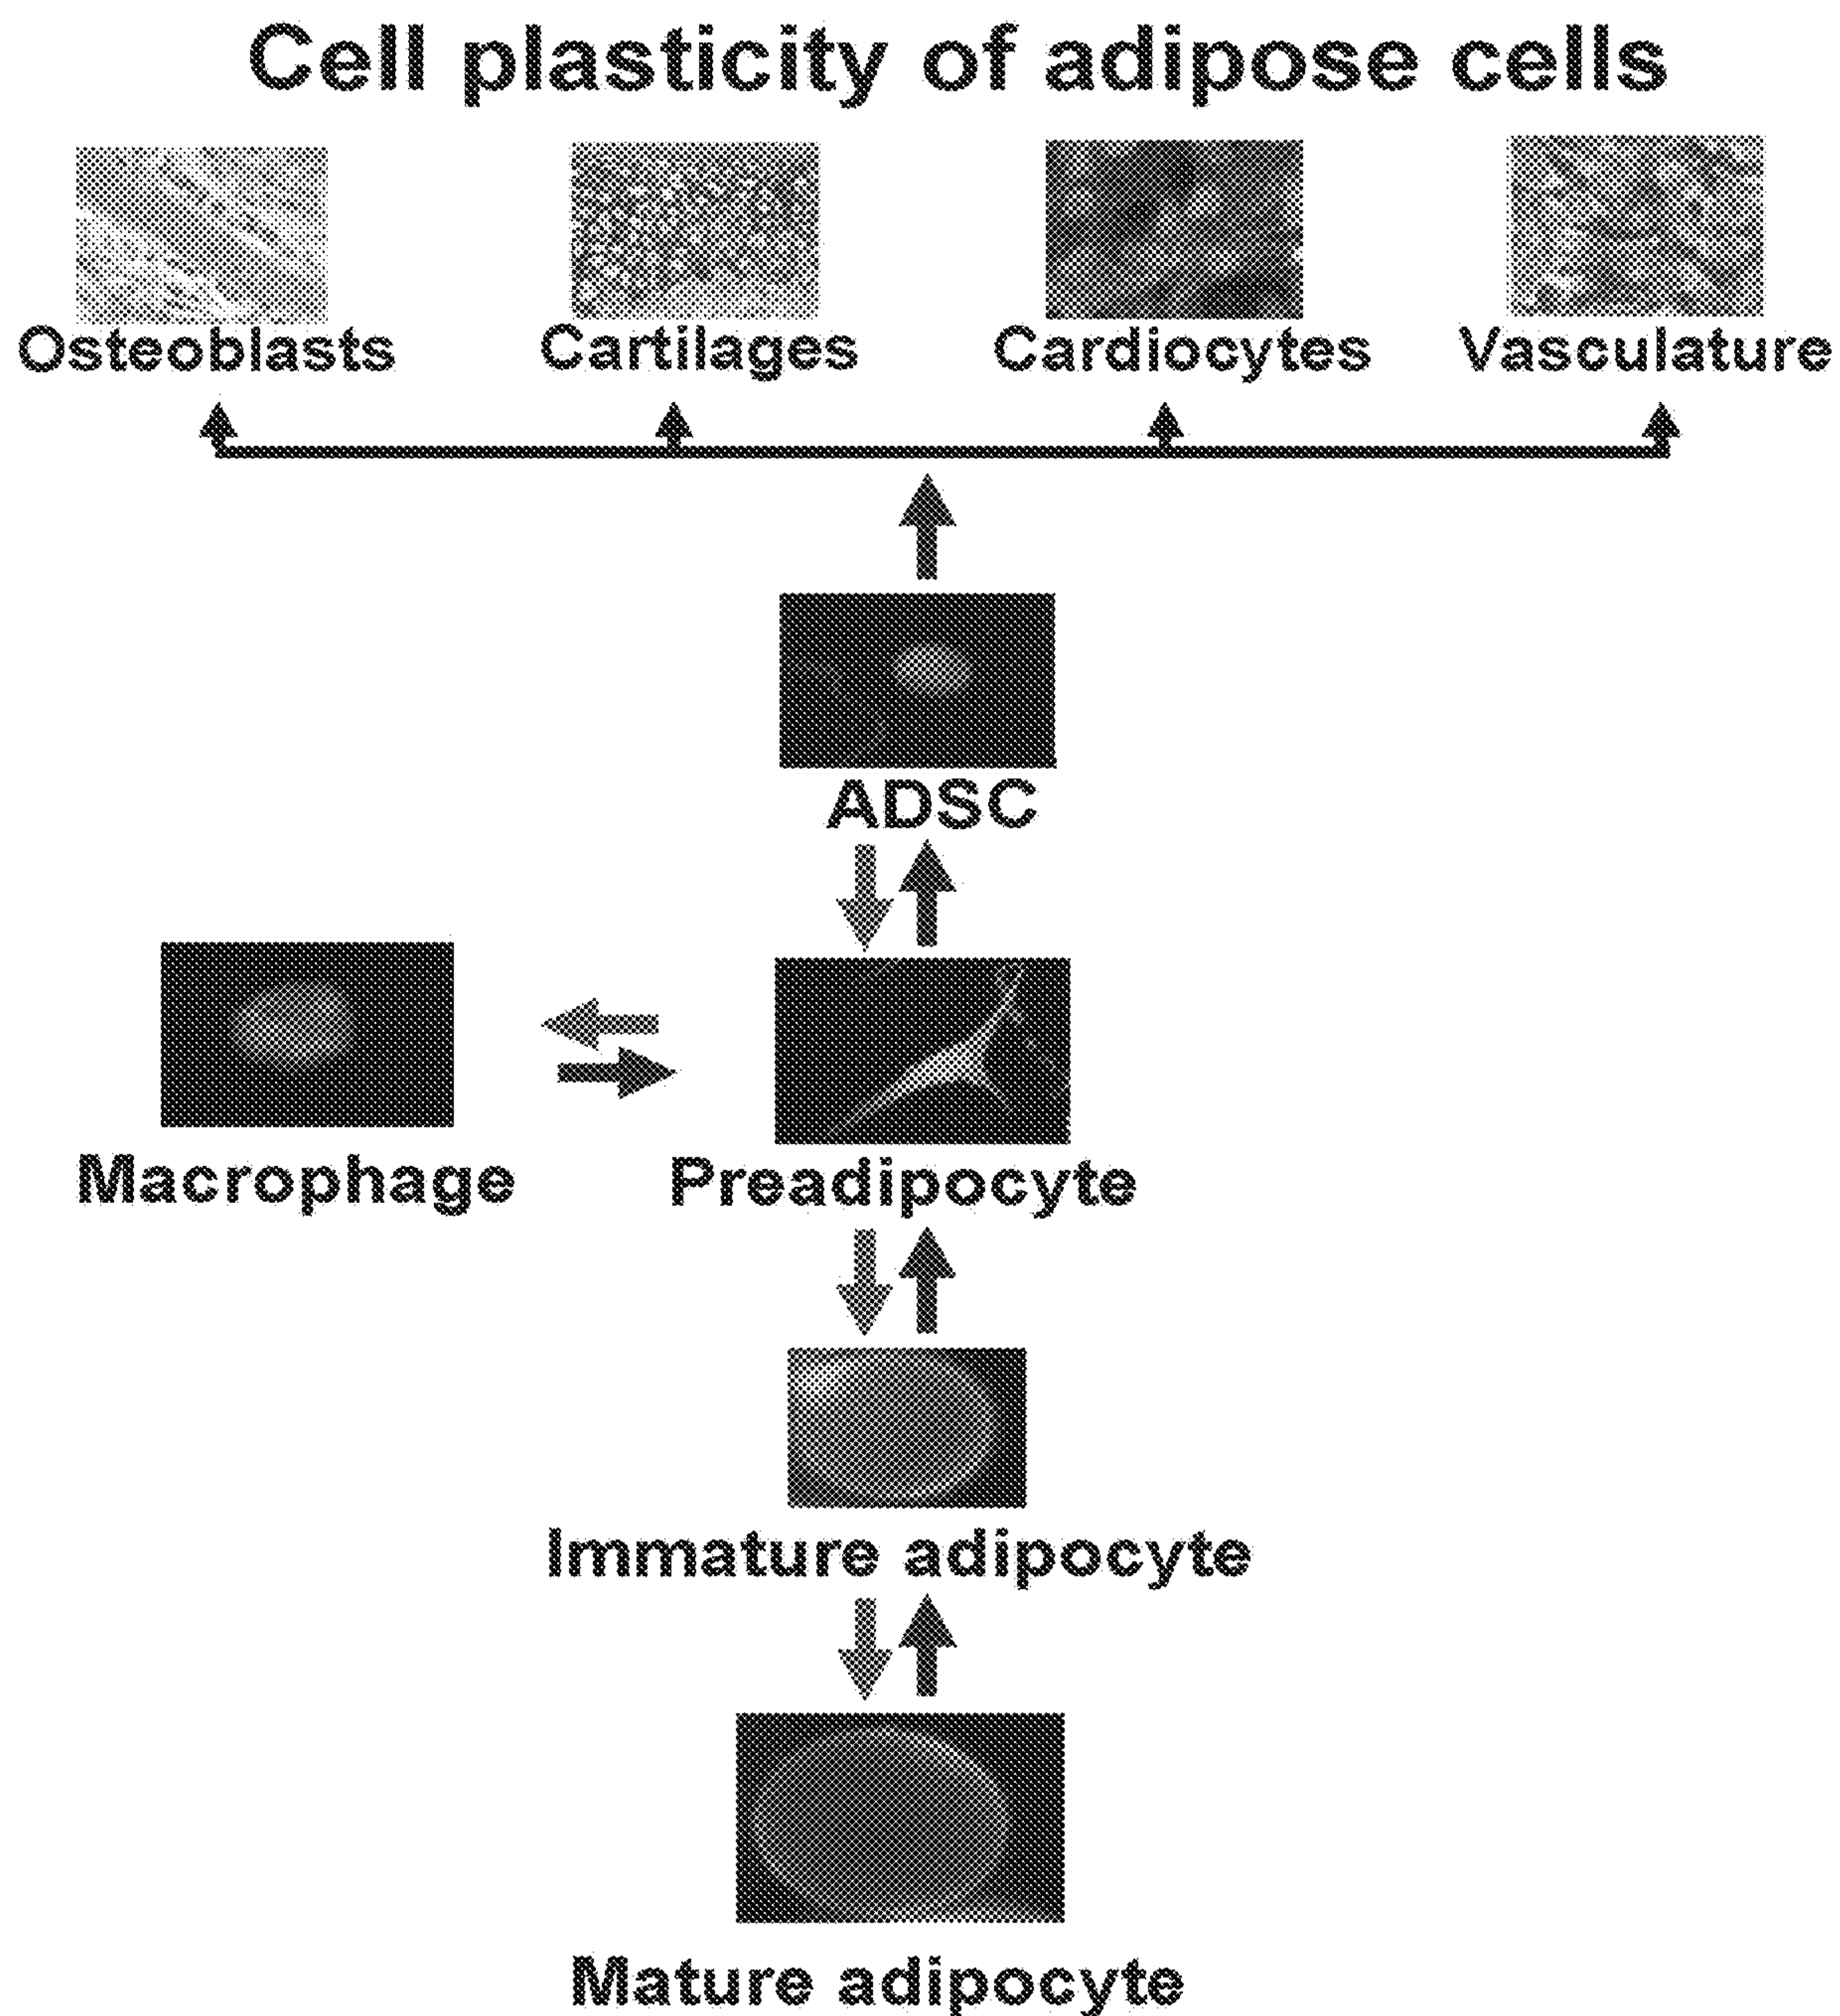 Cell plasticity of adipose cells
Osteoblasts
Cartilages
Cardiocytes
Vasculature
ADSC
Macrophage
Preadipocyte
Immature adipocyte
Mature adipocyte